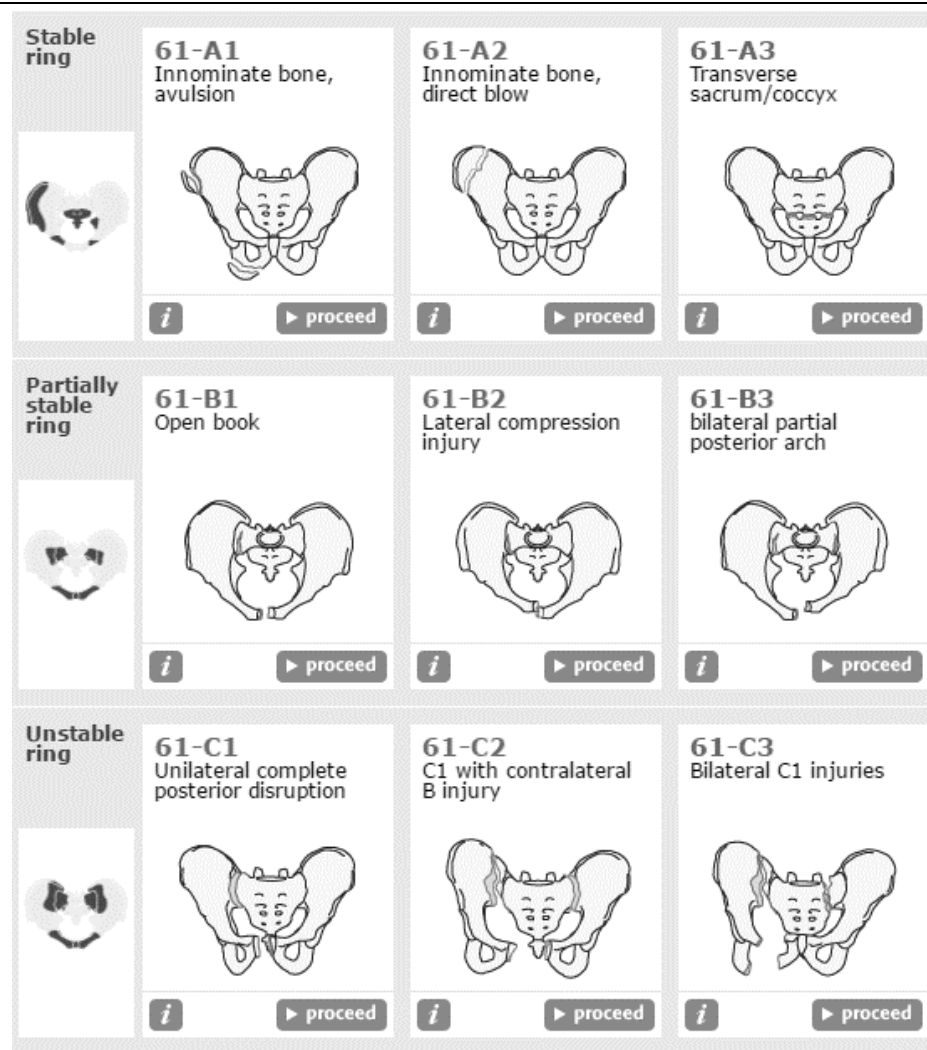 Stable
ring
61-A1
Innominate bone,
avulsion
i
proceed
61-A2
Innominate bone,
direct blow
i
proceed
61-A3
Transverse
sacrum/coccyx
i
proceed
Partially
stable
ring
61-B1
Open book
i
proceed
61-B2
Lateral compression
injury
i
proceed
61-B3
bilateral partial
posterior arch
i
proceed
Unstable
ring
61-C1
Unilateral complete
posterior disruption
i
proceed
61-C2
C1 with contralateral
B injury
i
proceed
61-C3
Bilateral C1 injuries
i
proceed